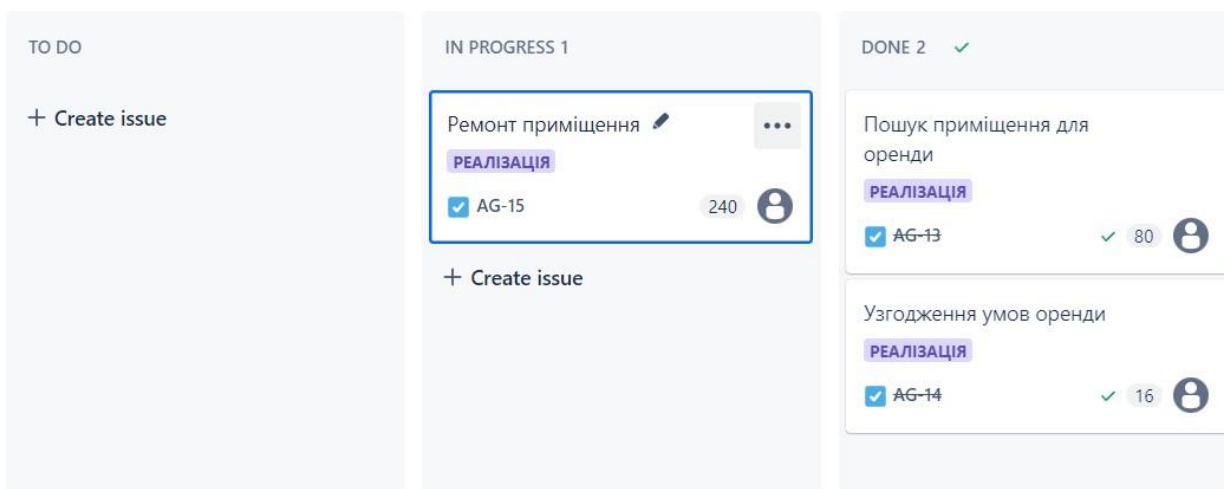 TO DO
+ Create issue
IN PROGRESS 1
Ремонт приміщення
РЕАЛІЗАЦІЯ
AG-15 240
+ Create issue
DONE 2
Пошук приміщення для
оренди
РЕАЛІЗАЦІЯ
AG-13 80
Узгодження умов оренди
РЕАЛІЗАЦІЯ
AG-14 16